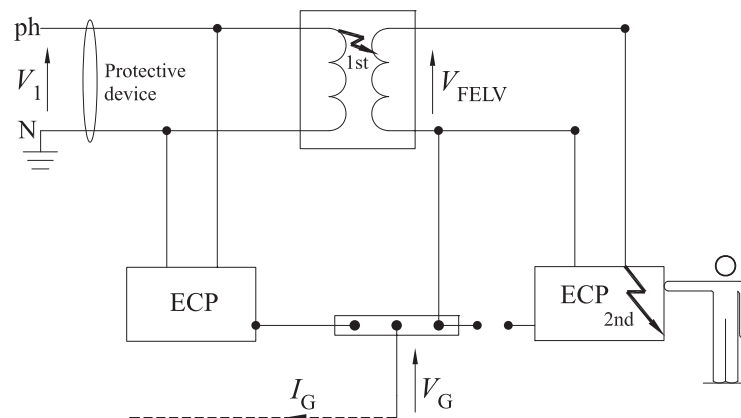 ph
V1
Protective
device
N
1st
VFELV
ECP
ECP
2nd
IG
VG